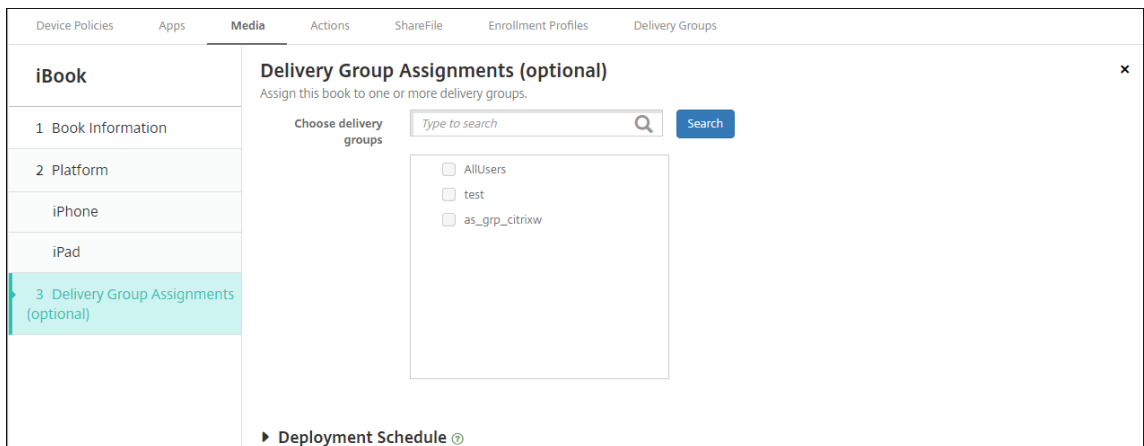 Device Policies Apps Media Actions ShareFile Enrollment Profiles Delivery Groups
iBook
1 Book Information
2 Platform
iPhone
iPad
3 Delivery Group Assignments
(optional)
Delivery Group Assignments (optional)
×
Assign this book to one or more delivery groups.
Choose delivery
groups
Type to search
Search
AllUsers
test
as_grp_citrixw
Deployment Schedule ?